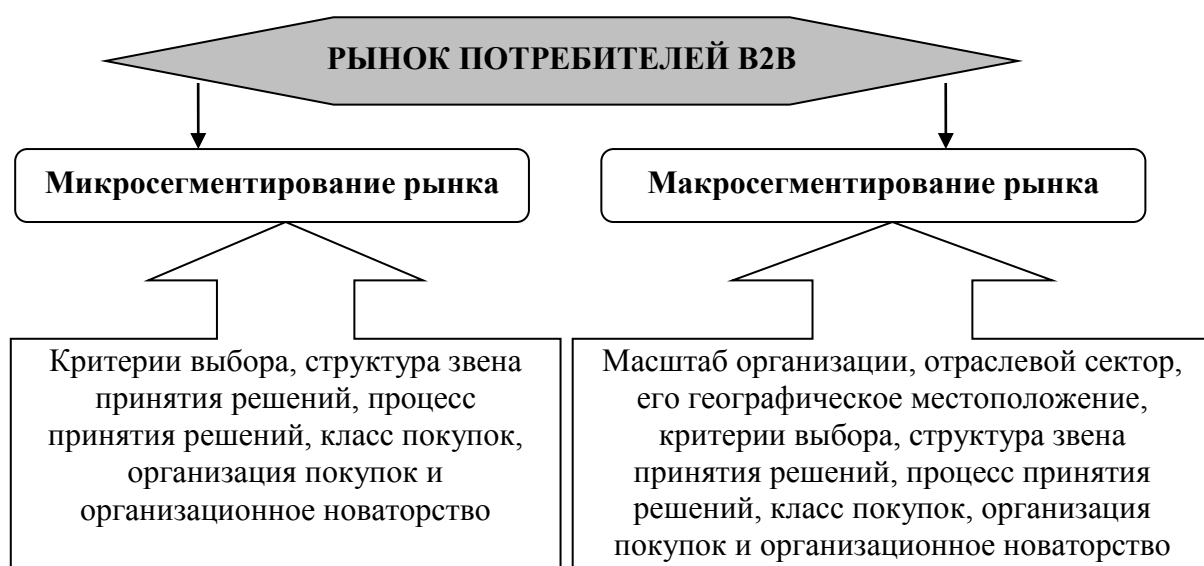 РЫНОК ПОТРЕБИТЕЛЕЙ B2B
Микросегментирование рынка
Макросегментирование рынка
Критерии выбора, структура звена
принятия решений, процесс
принятия решений, класс покупок,
организация покупок и
организационное новаторство
Масштаб организации, отраслевой сектор,
его географическое местоположение,
критерии выбора, структура звена
принятия решений, процесс принятия
решений, класс покупок, организация
покупок и организационное новаторство